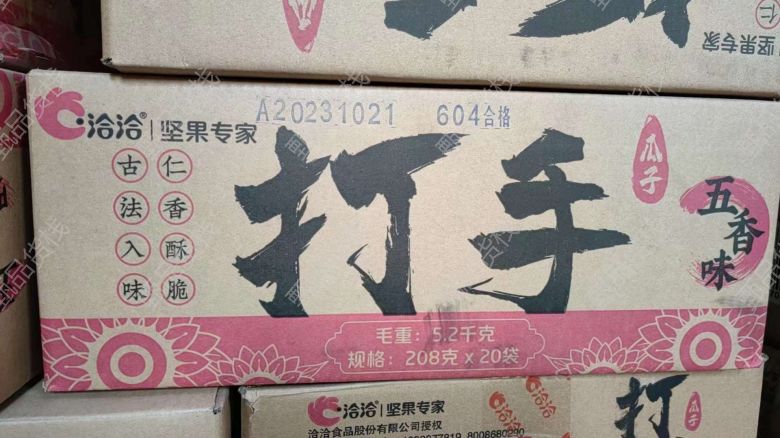 坚果专家
洽洽® | 坚果专家
A20231021 604合格
古法入味
仁香酥脆
打手
瓜子
五香味
毛重：5.2千克
规格：208克 x 20袋
洽洽 | 坚果专家
洽洽食品股份有限公司授权
打
瓜子